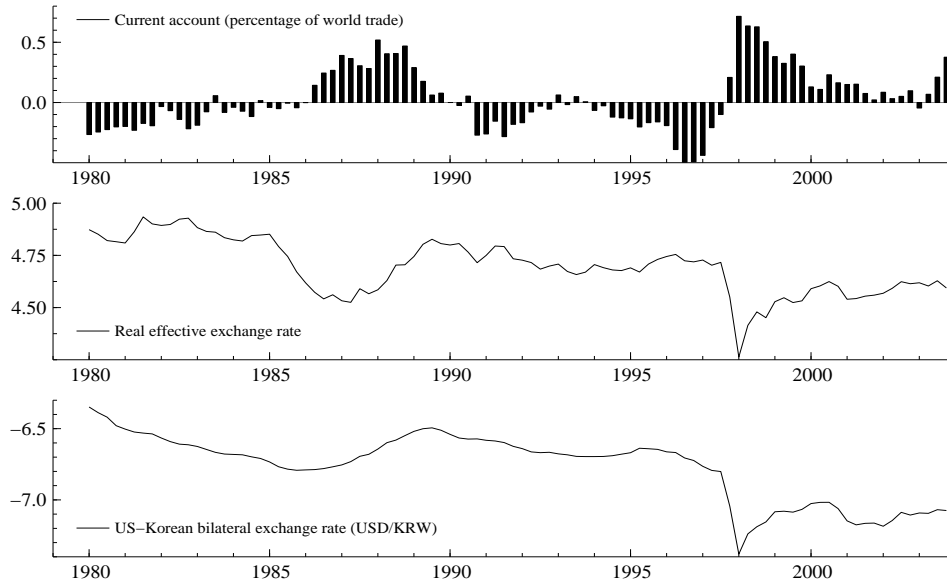 Current account (percentage of world trade)
0.5
0.0
1980 1985 1990 1995 2000
5.00
4.75
4.50
Real effective exchange rate
1980 1985 1990 1995 2000
−6.5
−7.0
US−Korean bilateral exchange rate (USD/KRW)
1980 1985 1990 1995 2000